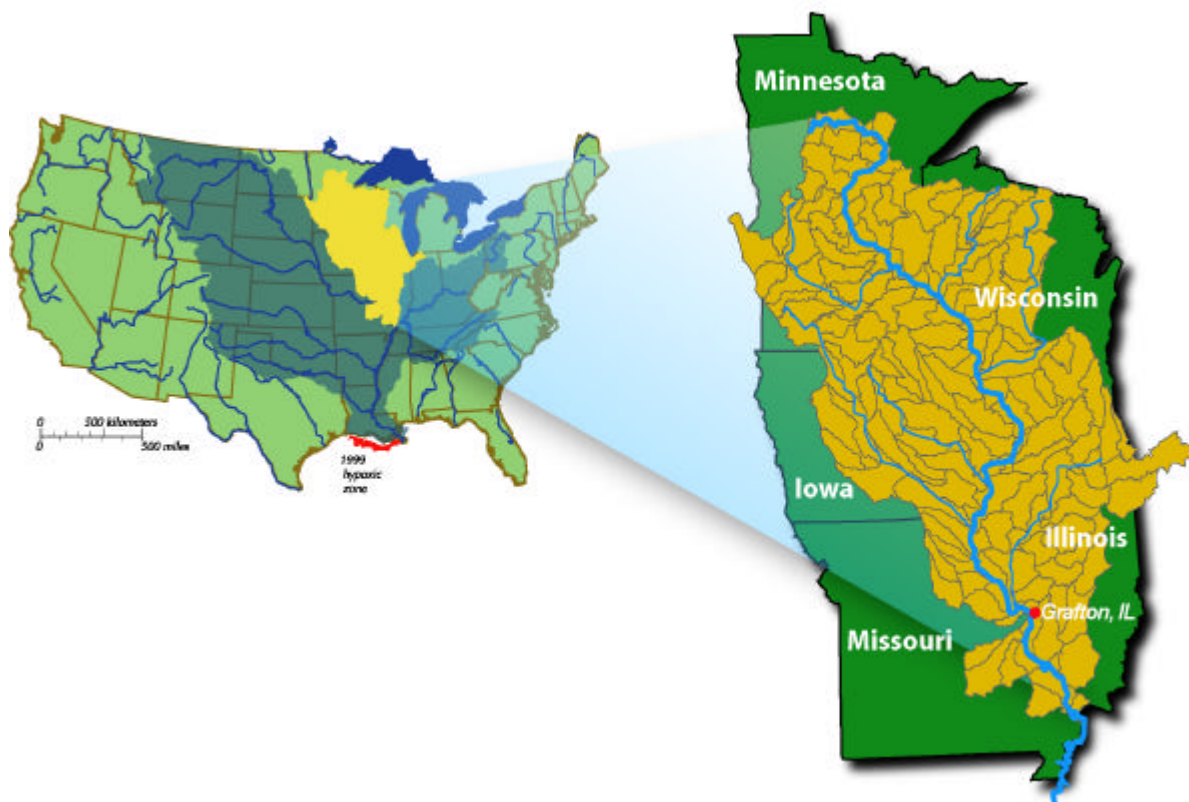 0 500 kilometers
0 500 miles
1999
hypoxic
zone
Minnesota
Wisconsin
Iowa
Illinois
Grafton, IL
Missouri